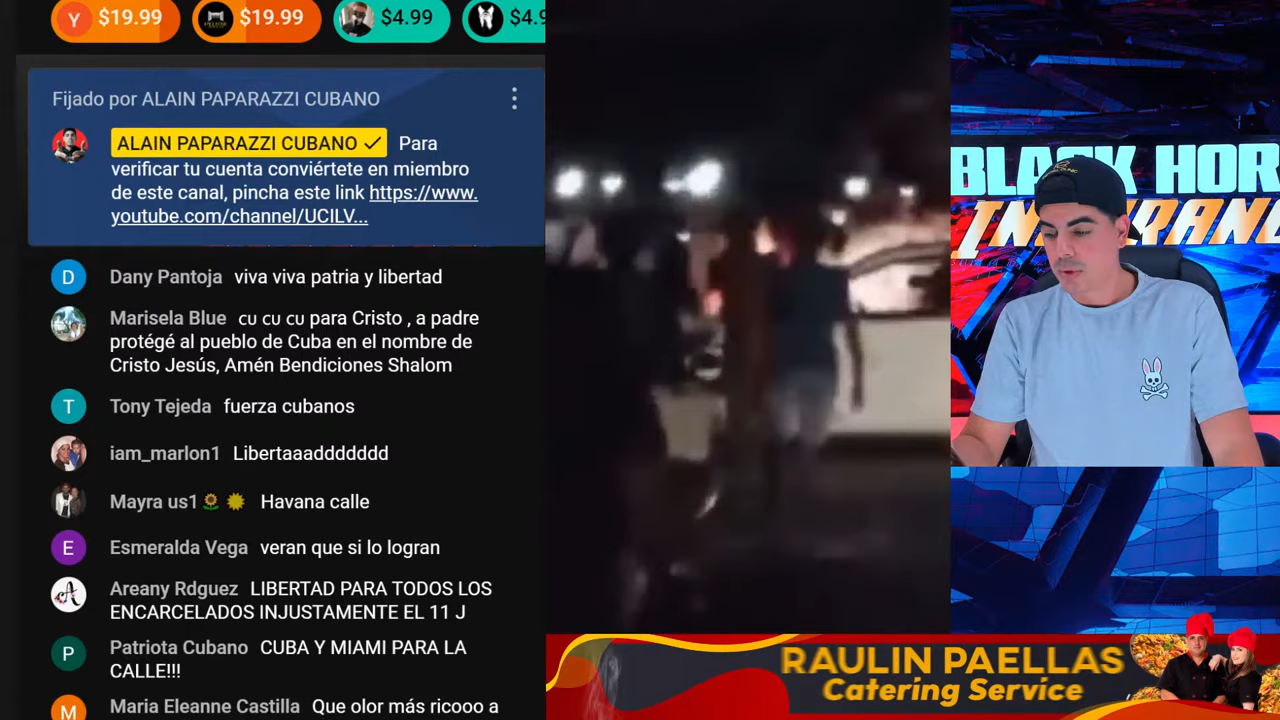 $19.99
$19.99
$4.99
$4.9
Fijado por ALAIN PAPARAZZI CUBANO
ALAIN PAPARAZZI CUBANO Para
verificar tu cuenta conviértete en miembro
de este canal, pincha este link https://www.
youtube.com/channel/UCILV...
D Dany Pantoja viva viva patria y libertad
Marisela Blue cu cu cu para Cristo , a padre
protégé al pueblo de Cuba en el nombre de
Cristo Jesús, Amén Bendiciones Shalom
T Tony Tejeda fuerza cubanos
iam_marlon1 Libertaaaddddddd
Mayra us1 Havana calle
E Esmeralda Vega veran que si lo logran
Areany Rdguez LIBERTAD PARA TODOS LOS
ENCARCELADOS INJUSTAMENTE EL 11 J
P Patriota Cubano CUBA Y MIAMI PARA LA
CALLE!!!
M Maria Eleanne Castilla Que olor más ricooo a
BLACK HOR
RAULIN PAELLAS
Catering Service